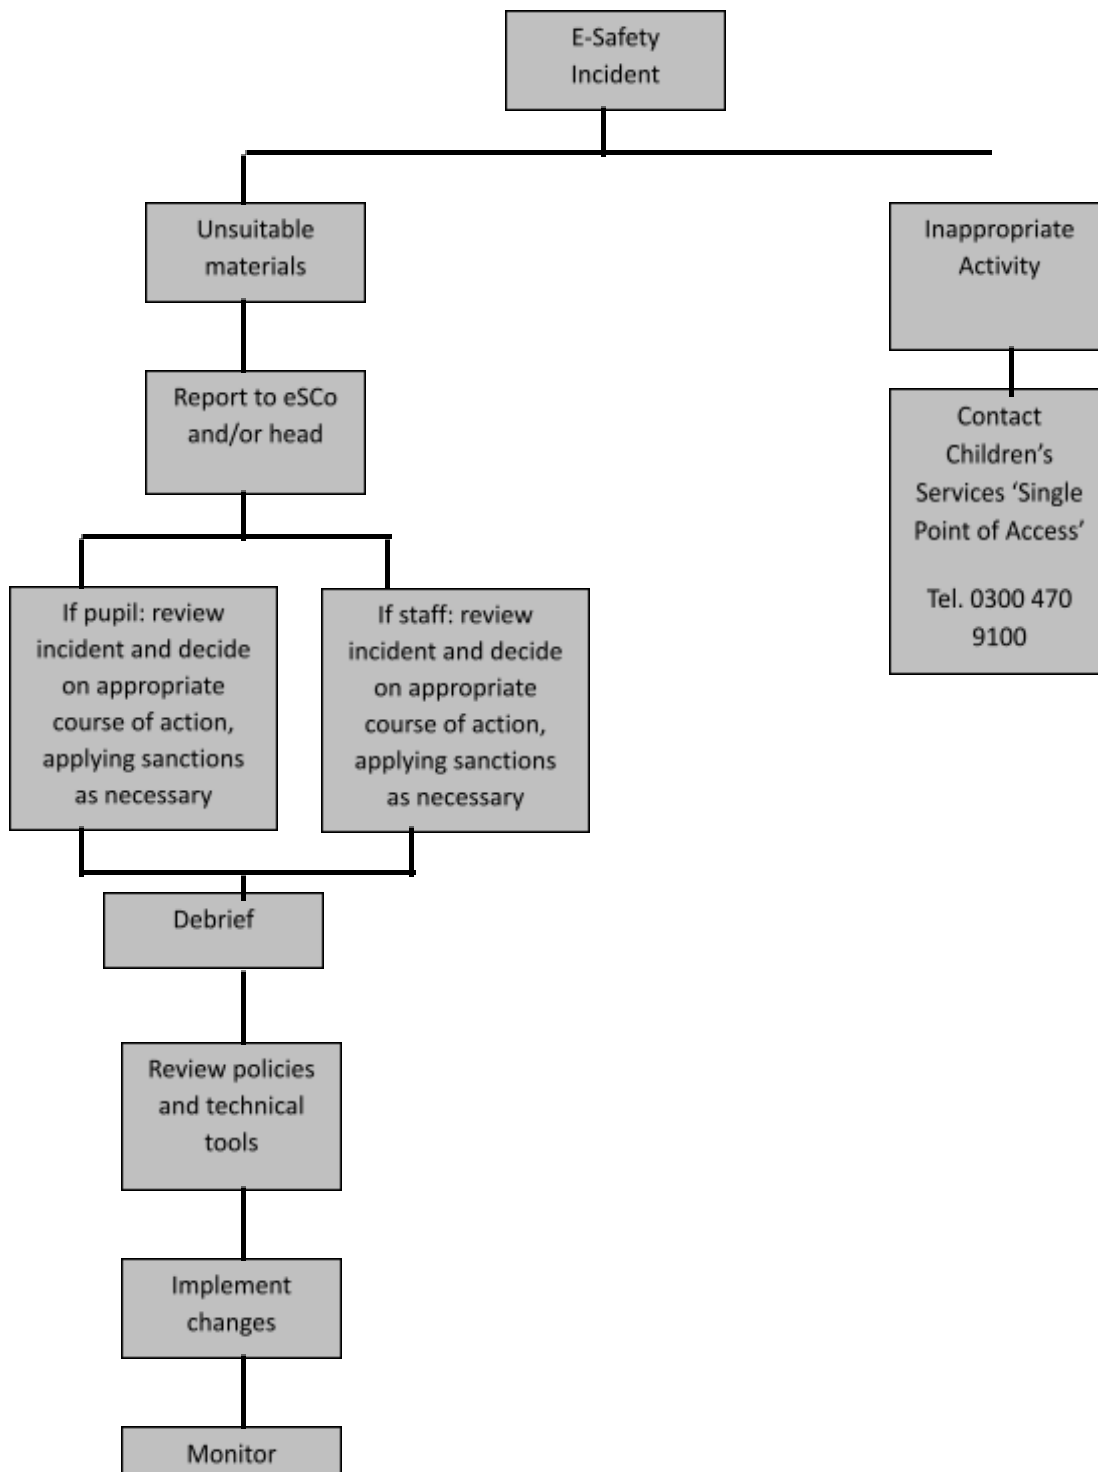 E-Safety
Incident
Unsuitable
materials
Inappropriate
Activity
Report to eSCo
and/or head
Contact
Children’s
Services ‘Single
Point of Access’
Tel. 0300 470
9100
If pupil: review
incident and decide
on appropriate
course of action,
applying sanctions
as necessary
If staff: review
incident and decide
on appropriate
course of action,
applying sanctions
as necessary
Debrief
Review policies
and technical
tools
Implement
changes
Monitor